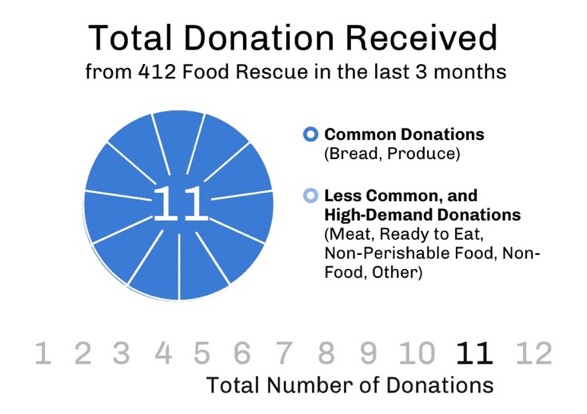 Total Donation Received
from 412 Food Rescue in the last 3 months
11
Common Donations
(Bread, Produce)
Less Common, and
High-Demand Donations
(Meat, Ready to Eat,
Non-Perishable Food, Non-
Food, Other)
1 2 3 4 5 6 7 8 9 10 11 12
Total Number of Donations